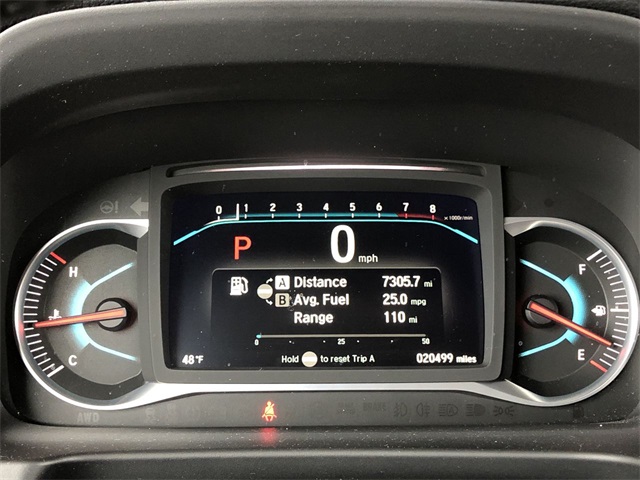 0 1 2 3 4 5 6 7 8 x 1000r/min
P 0 mph
H
C
A Distance 7305.7 mi
B Avg. Fuel 25.0 mpg
Range 110 mi
0 25 50
48°F Hold to reset Trip A 020499 miles
F
E
AWD